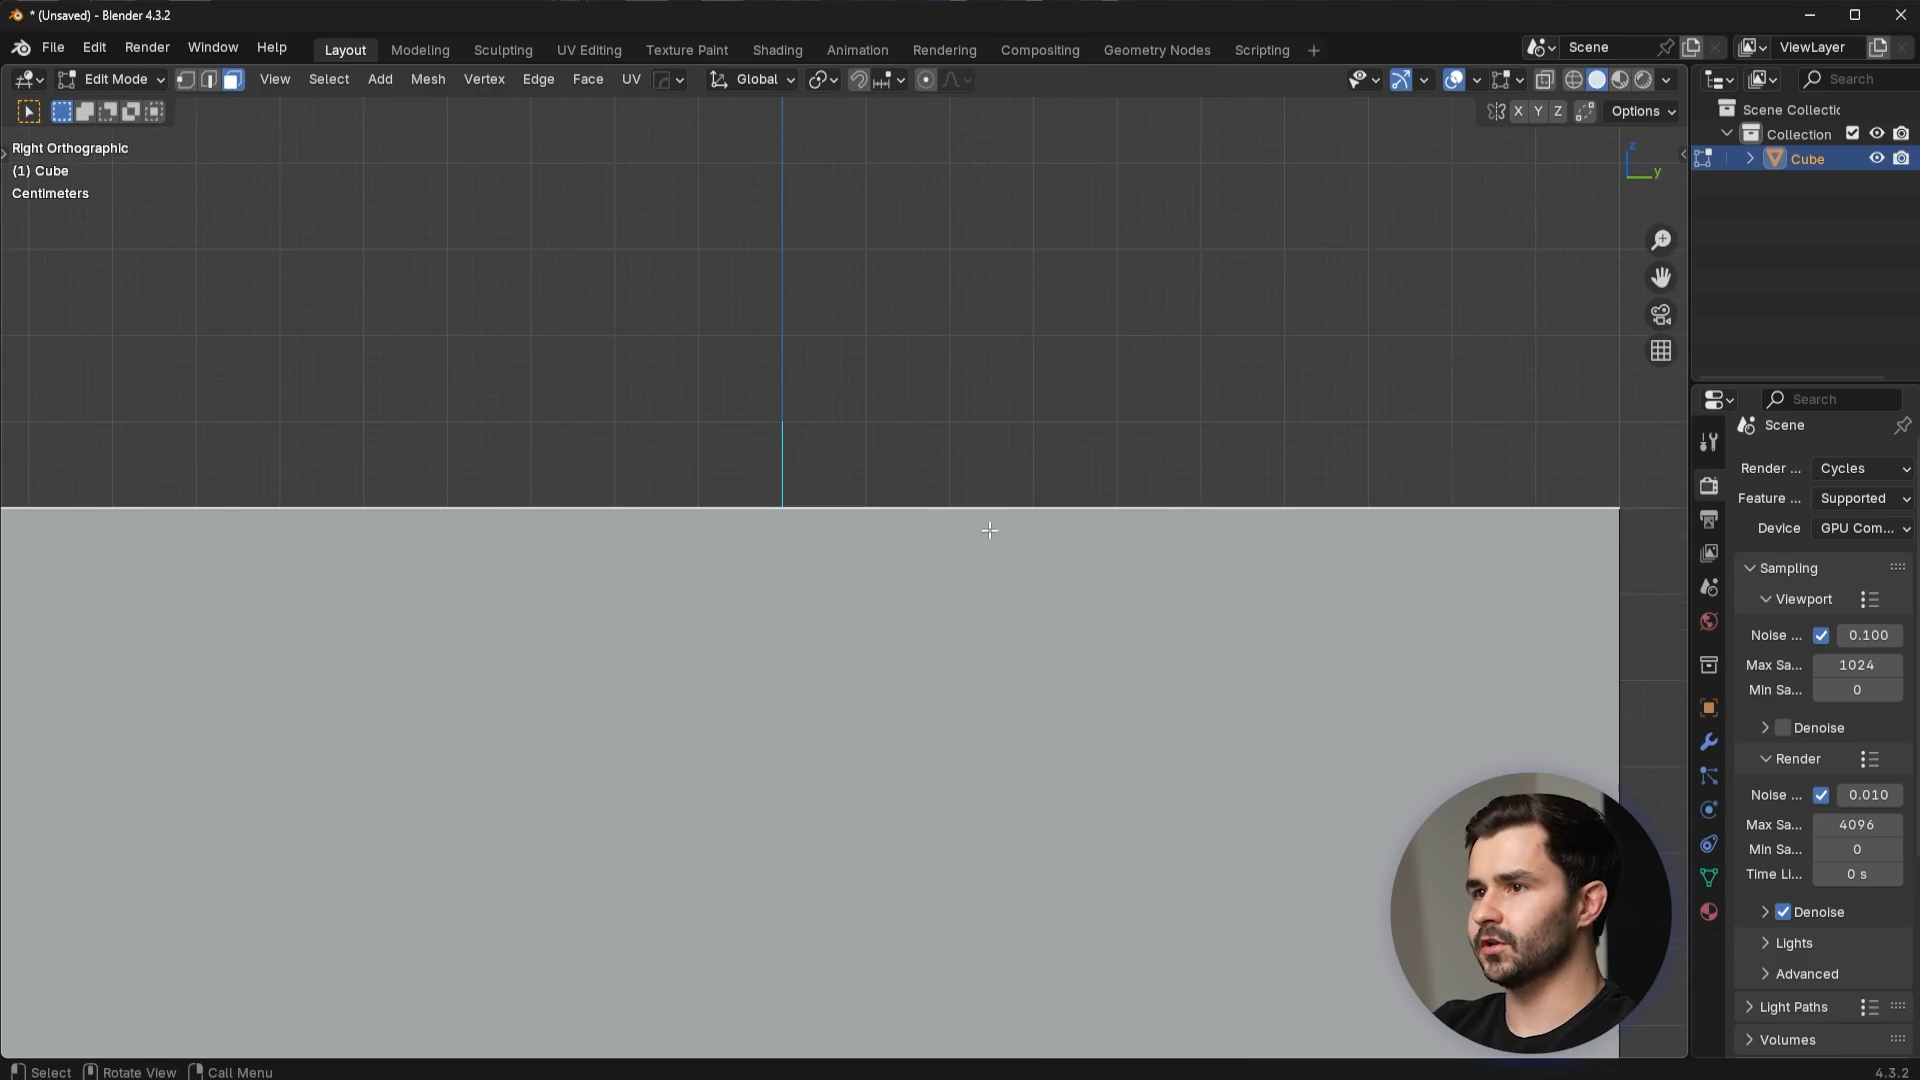 * (Unsaved) - Blender 4.3.2
File Edit Render Window Help Layout Modeling Sculpting UV Editing Texture Paint Shading Animation Rendering Compositing Geometry Nodes Scripting + Scene ViewLayer
Edit Mode View Select Add Mesh Vertex Edge Face UV Global Search
X Y Z Options
Scene Collectic
Collection
Cube
Right Orthographic
(1) Cube
Centimeters
z
y
Search
Scene
Render ... Cycles
Feature ... Supported
Device GPU Com...
Sampling
Viewport
Noise ... 0.100
Max Sa... 1024
Min Sa... 0
Denoise
Render
Noise ... 0.010
Max Sa... 4096
Min Sa... 0
Time Li... 0 s
Denoise
Lights
Advanced
Light Paths
Volumes
Select Rotate View Call Menu 4.3.2